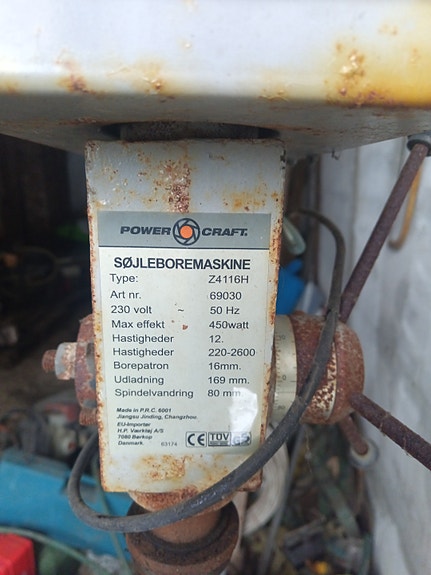 POWER CRAFT.
SØJLEBOREMASKINE
Type: Z4116H
Art nr. 69030
230 volt ~ 50 Hz
Max effekt 450watt
Hastigheder 12.
Hastigheder 220-2600
Borepatron 16mm.
Udladning 169 mm.
Spindelvandring 80 mm
Made in P.R.C. 6001
Jiangsu Jinding, Changzhou.
EU-importer
H.P. Værktøj A/S
7080 Børkop
Danmark. 63174
CE TÜV